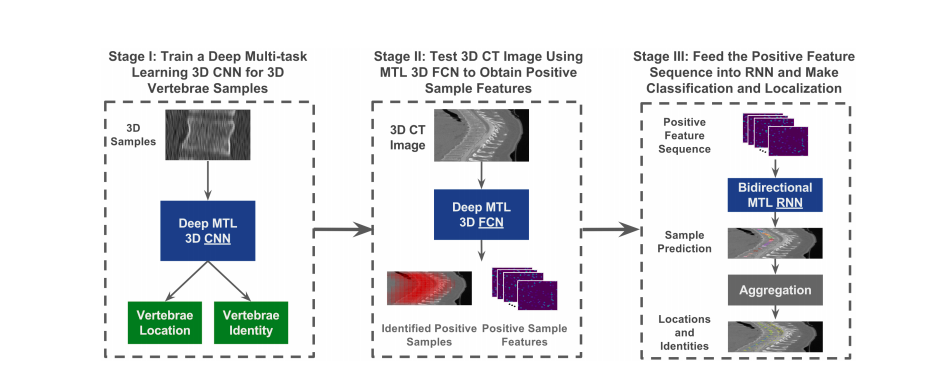 Stage I: Train a Deep Multi-task
Learning 3D CNN for 3D
Vertebrae Samples
3D
Samples
Deep MTL
3D CNN
Vertebrae
Location
Vertebrae
Identity
Stage II: Test 3D CT Image Using
MTL 3D FCN to Obtain Positive
Sample Features
3D CT
Image
Deep MTL
3D FCN
Identified Positive
Samples
Positive Sample
Features
Stage III: Feed the Positive Feature
Sequence into RNN and Make
Classification and Localization
Positive
Feature
Sequence
Bidirectional
MTL RNN
Sample
Prediction
Aggregation
Locations
and
Identities